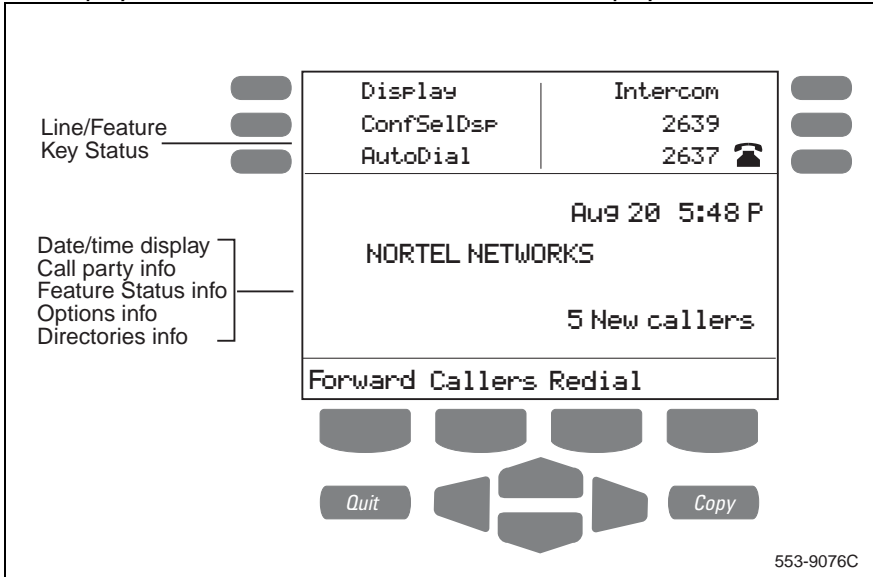 Display Intercom
Line/Feature ConfSelDsp 2639
Key Status AutoDial 2637
Aug 20 5:48 P
Date/time display
Call party info NORTEL NETWORKS
Feature Status info
Options info 5 New callers
Directories info
Forward Callers Redial
Quit Copy
553-9076C